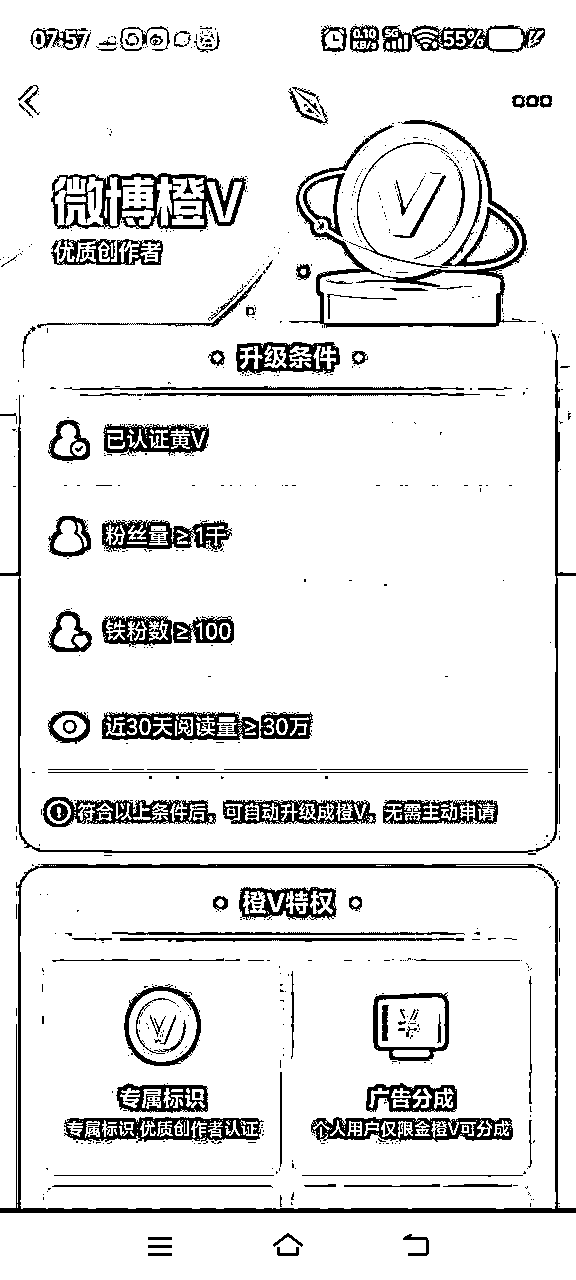 07:57
0.10 KB/s 5G 55%
微博橙V
优质创作者
升级条件
已认证黄V
粉丝量≥1千
铁粉数≥100
近30天阅读量≥30万
符合以上条件后，可自动升级成橙V，无需主动申请
橙V特权
专属标识
广告分成
专属标识 优质创作者认证
个人用户仅限金橙V可分成